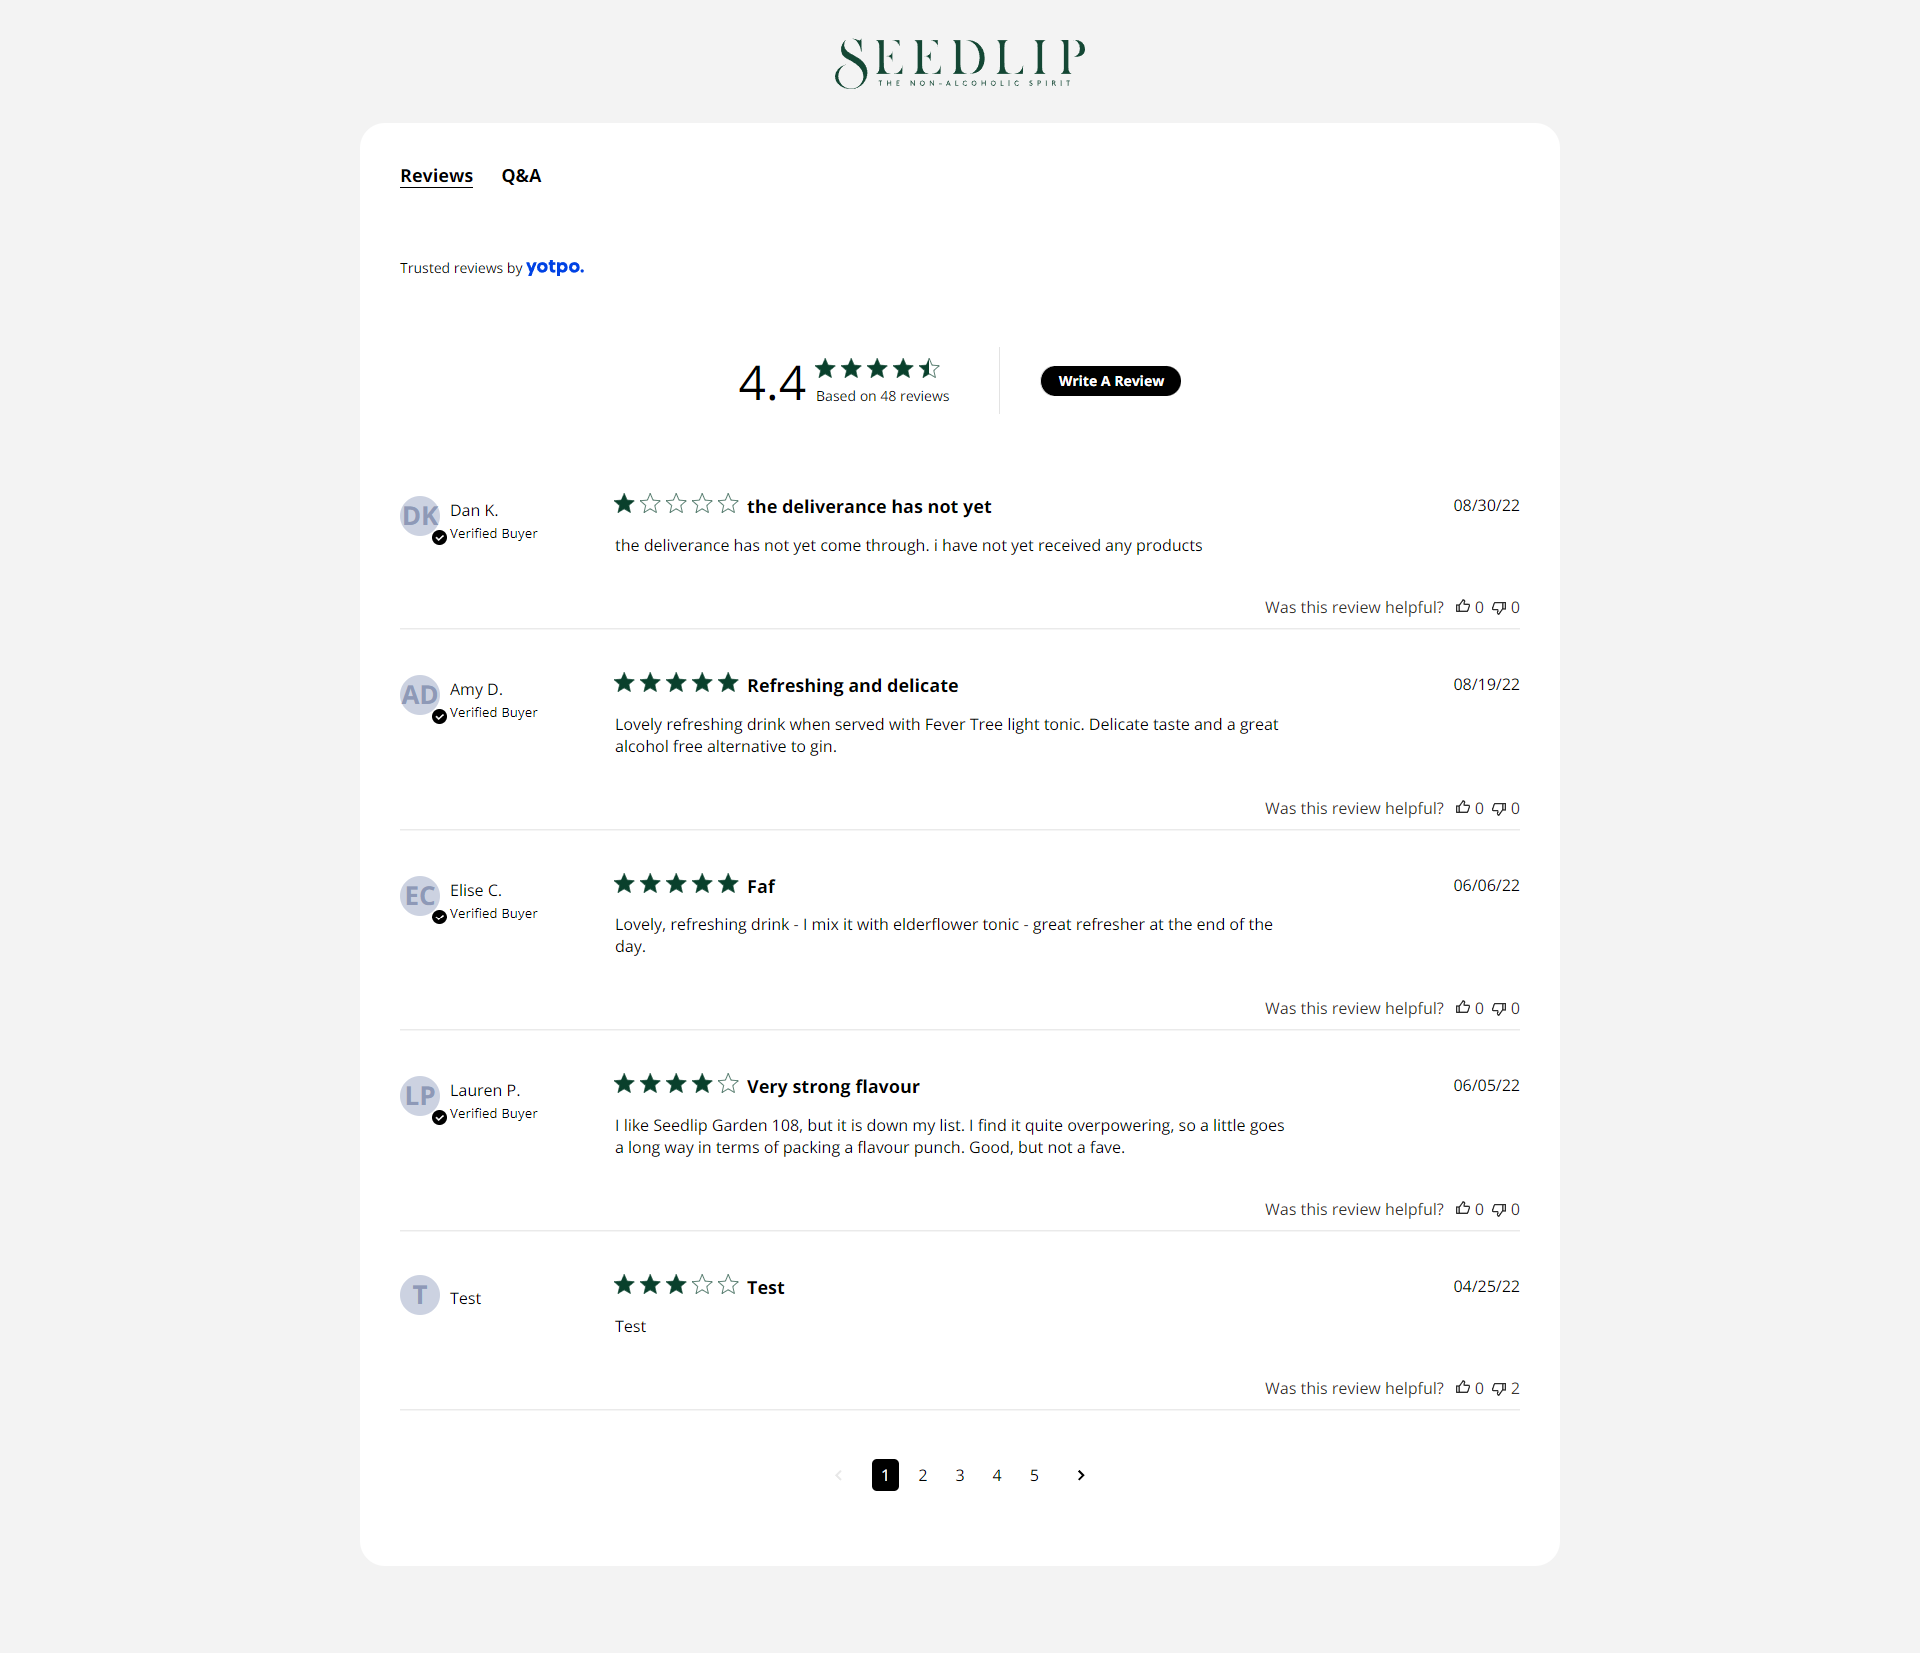 SEEDLIP
THE NON-ALCOHOLIC SPIRIT
Reviews Q&A
Trusted reviews by yotpo.
4.4
Based on 48 reviews
Write A Review
DK
Dan K.
Verified Buyer
the deliverance has not yet
08/30/22
the deliverance has not yet come through. i have not yet received any products
Was this review helpful? 0 0
AD
Amy D.
Verified Buyer
Refreshing and delicate
08/19/22
Lovely refreshing drink when served with Fever Tree light tonic. Delicate taste and a great
alcohol free alternative to gin.
Was this review helpful? 0 0
EC
Elise C.
Verified Buyer
Faf
06/06/22
Lovely, refreshing drink - I mix it with elderflower tonic - great refresher at the end of the
day.
Was this review helpful? 0 0
LP
Lauren P.
Verified Buyer
Very strong flavour
06/05/22
I like Seedlip Garden 108, but it is down my list. I find it quite overpowering, so a little goes
a long way in terms of packing a flavour punch. Good, but not a fave.
Was this review helpful? 0 0
T
Test
Test
04/25/22
Test
Was this review helpful? 0 2
1 2 3 4 5